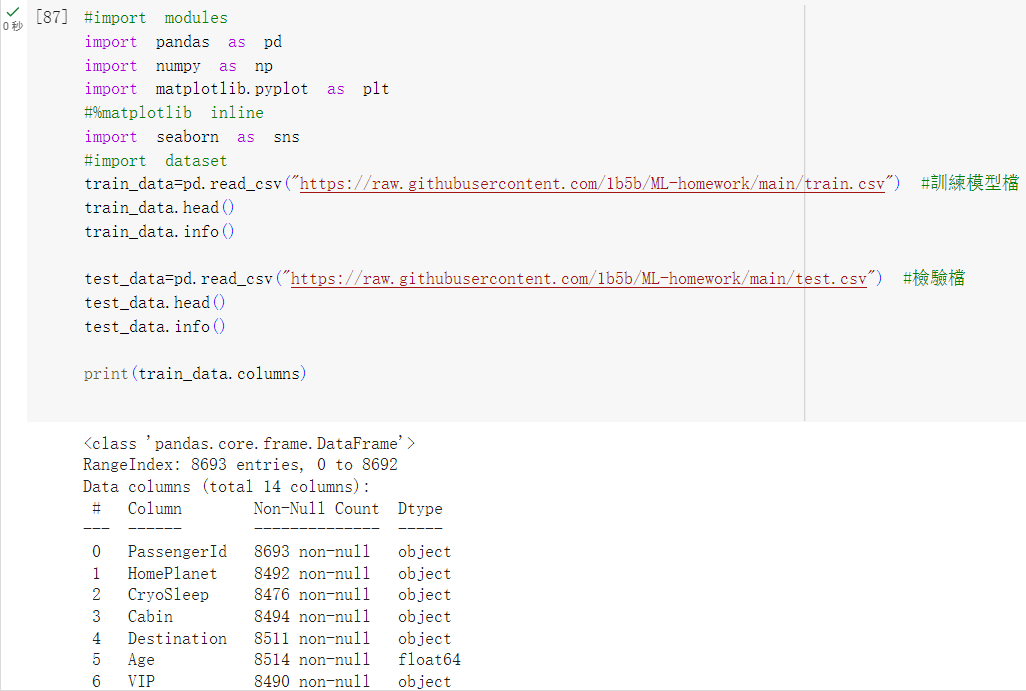 0 秒
[87] #import modules
import pandas as pd
import numpy as np
import matplotlib.pyplot as plt
#%matplotlib inline
import seaborn as sns
#import dataset
train_data=pd.read_csv("https://raw.githubusercontent.com/1b5b/ML-homework/main/train.csv") #訓練模型檔
train_data.head()
train_data.info()
test_data=pd.read_csv("https://raw.githubusercontent.com/1b5b/ML-homework/main/test.csv") #檢驗檔
test_data.head()
test_data.info()
print(train_data.columns)
<class 'pandas.core.frame.DataFrame'>
RangeIndex: 8693 entries, 0 to 8692
Data columns (total 14 columns):
# Column Non-Null Count Dtype
--- ------ -------------- -----
0 PassengerId 8693 non-null object
1 HomePlanet 8492 non-null object
2 CryoSleep 8476 non-null object
3 Cabin 8494 non-null object
4 Destination 8511 non-null object
5 Age 8514 non-null float64
6 VIP 8490 non-null object